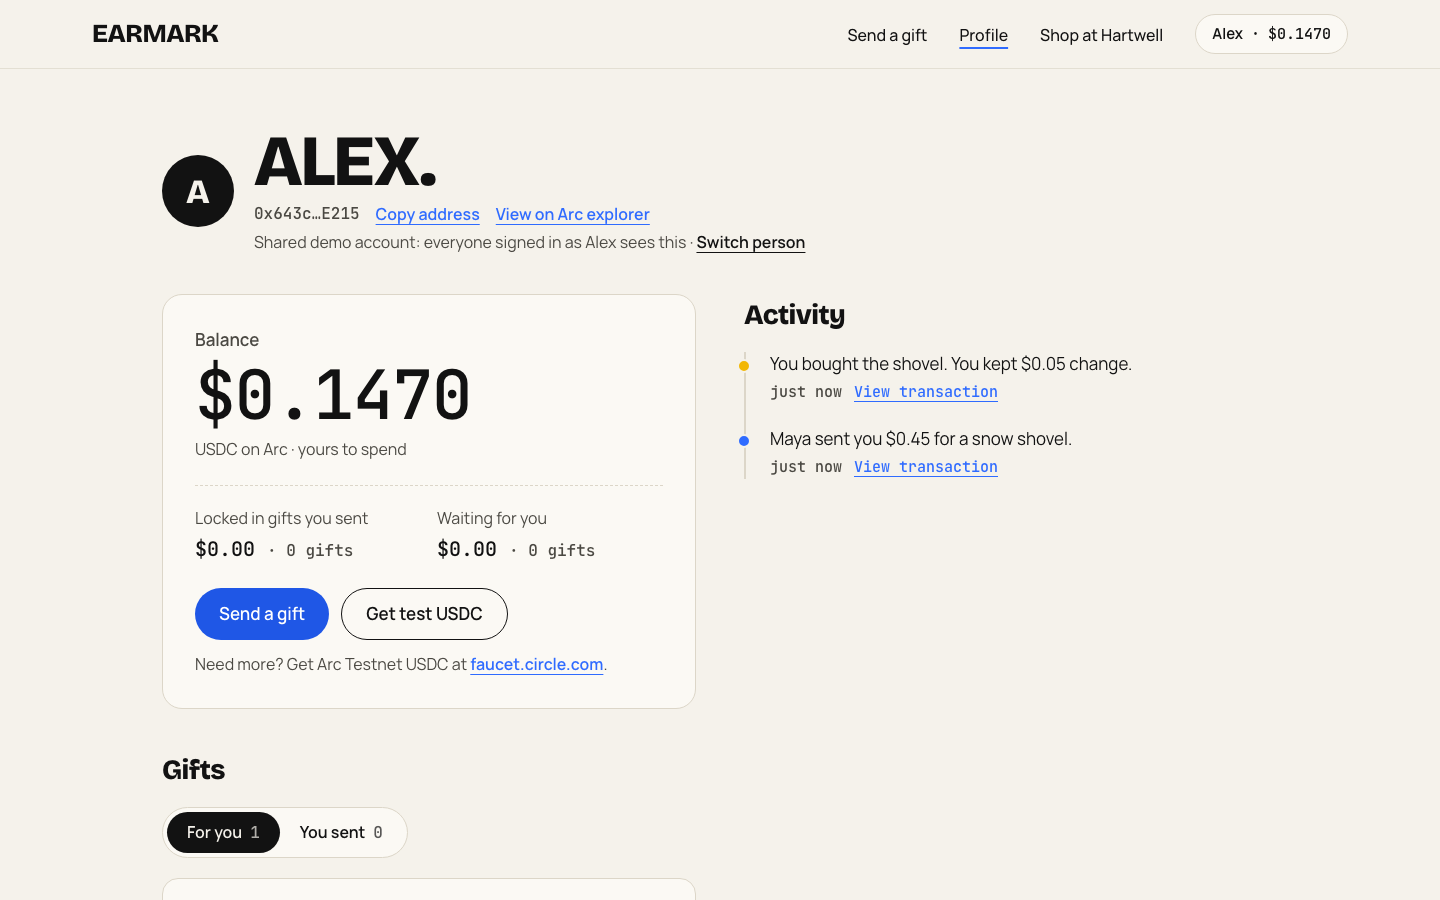 EARMARK
Send a gift
Profile
Shop at Hartwell
Alex · $0.1470
A
ALEX.
0x643c…E215 Copy address View on Arc explorer
Shared demo account: everyone signed in as Alex sees this · Switch person
Balance
$0.1470
USDC on Arc · yours to spend
Locked in gifts you sent
$0.00 · 0 gifts
Waiting for you
$0.00 · 0 gifts
Send a gift
Get test USDC
Need more? Get Arc Testnet USDC at faucet.circle.com.
Activity
You bought the shovel. You kept $0.05 change.
just now View transaction
Maya sent you $0.45 for a snow shovel.
just now View transaction
Gifts
For you 1
You sent 0